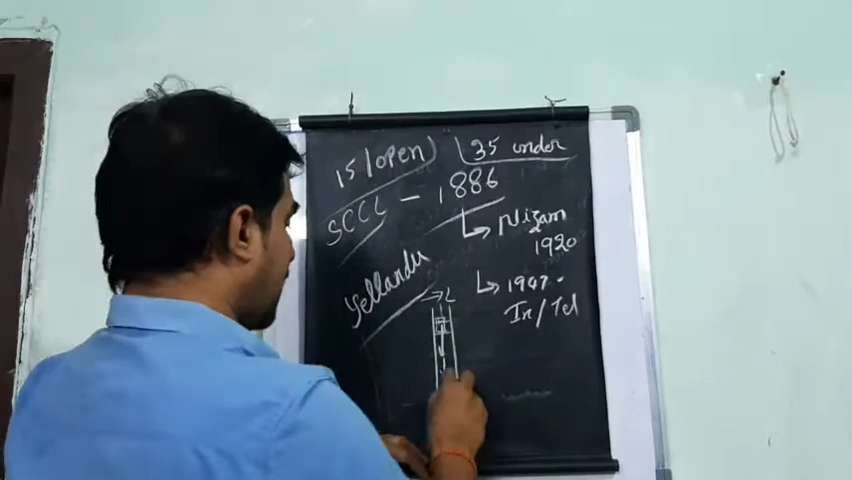 15/open 35 under
SCCL - 1886
Nizam
1920
Yellandu
1947.
In/Tel